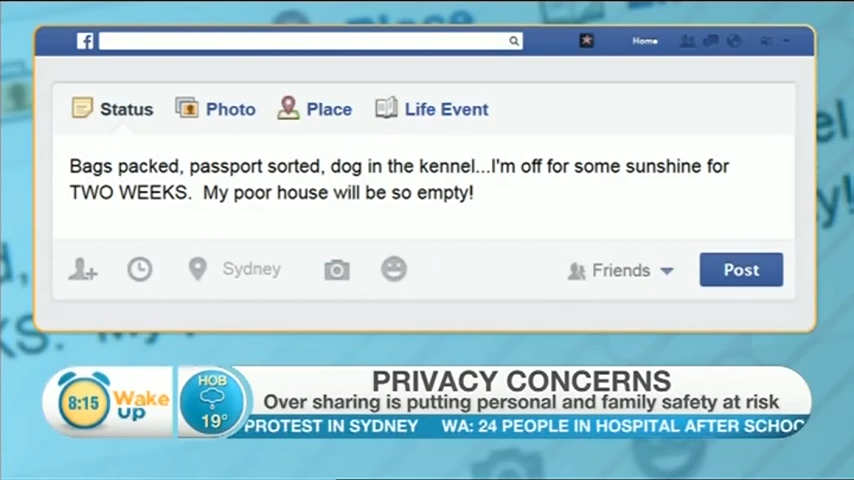 f
Home
Status Photo Place Life Event
Bags packed, passport sorted, dog in the kennel...I'm off for some sunshine for
TWO WEEKS. My poor house will be so empty!
Sydney Friends Post
8:15 Wake Up
HOB
19°
PRIVACY CONCERNS
Over sharing is putting personal and family safety at risk
PROTEST IN SYDNEY WA: 24 PEOPLE IN HOSPITAL AFTER SCHOO